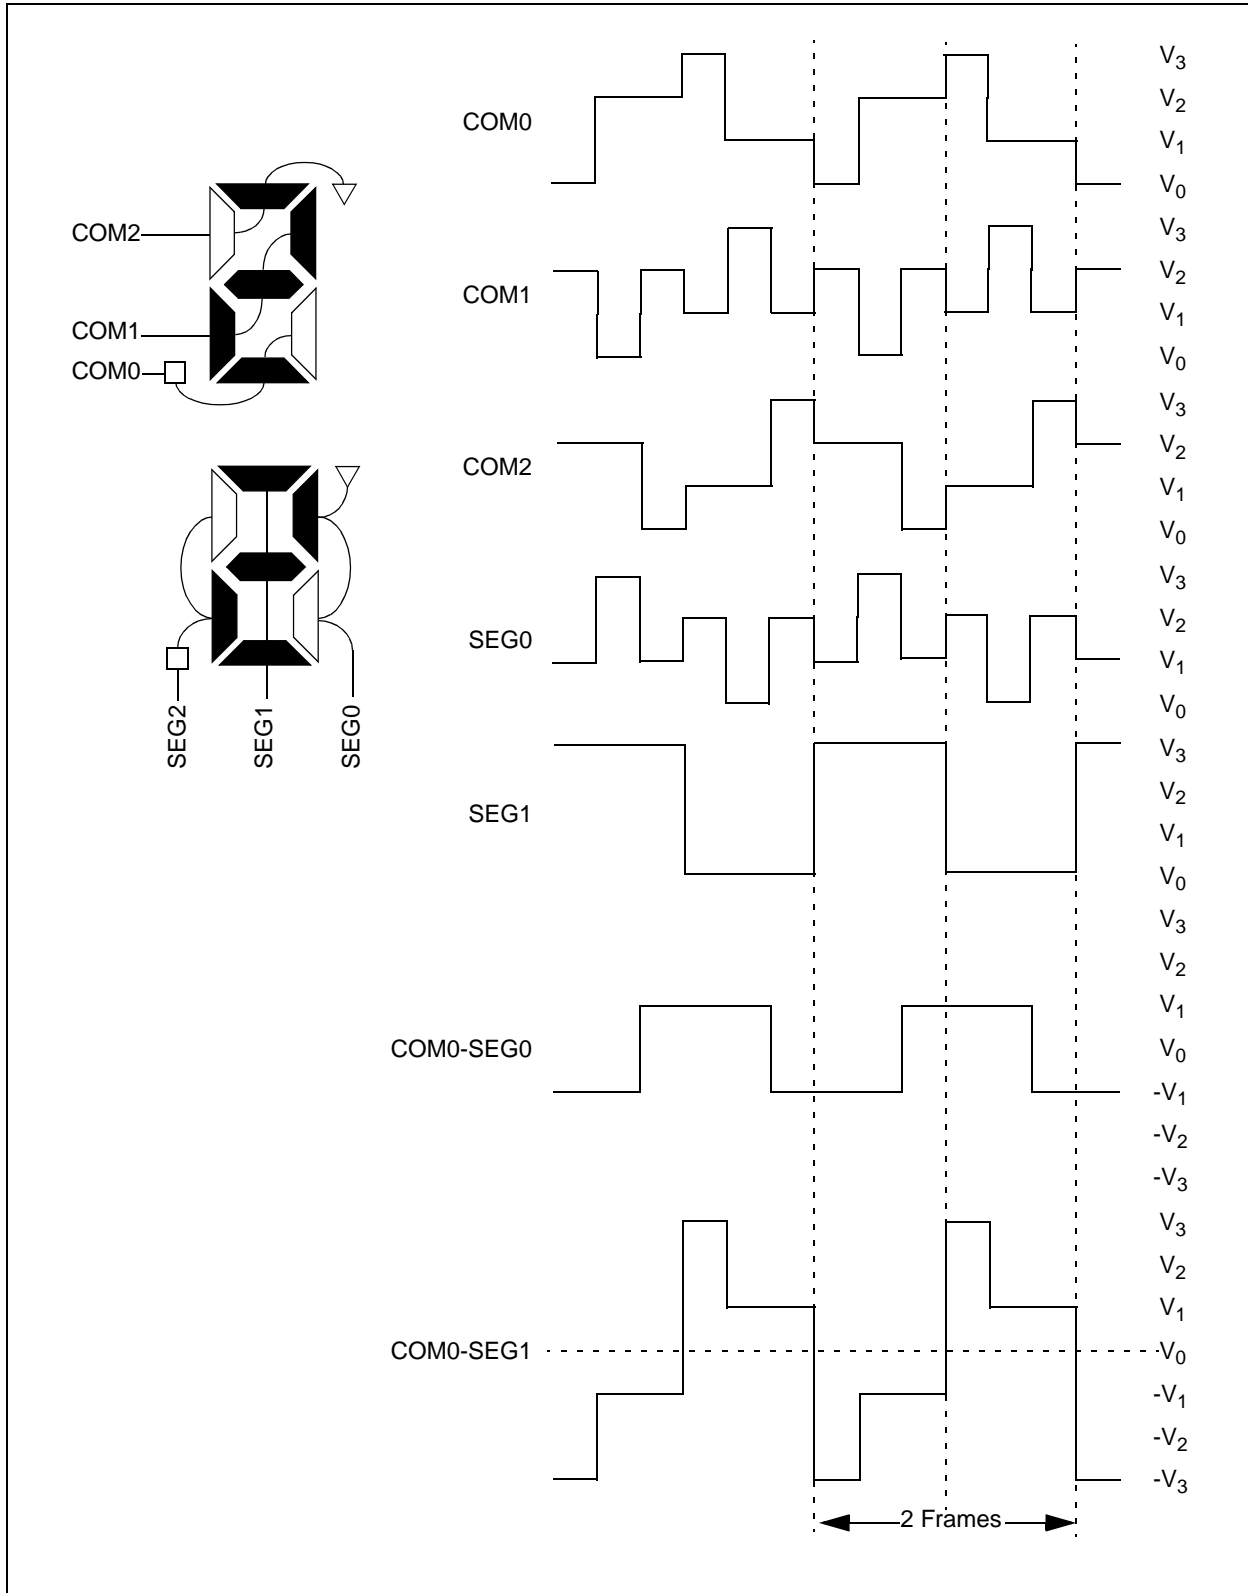 COM0
V3
V2
V1
V0
COM2
COM1
COM0
COM1
V3
V2
V1
V0
COM2
V3
V2
V1
V0
SEG0
V3
V2
V1
V0
SEG2
SEG1
SEG0
SEG1
V3
V2
V1
V0
COM0-SEG0
V3
V2
V1
V0
-V1
-V2
-V3
COM0-SEG1
V3
V2
V1
V0
-V1
-V2
-V3
2 Frames